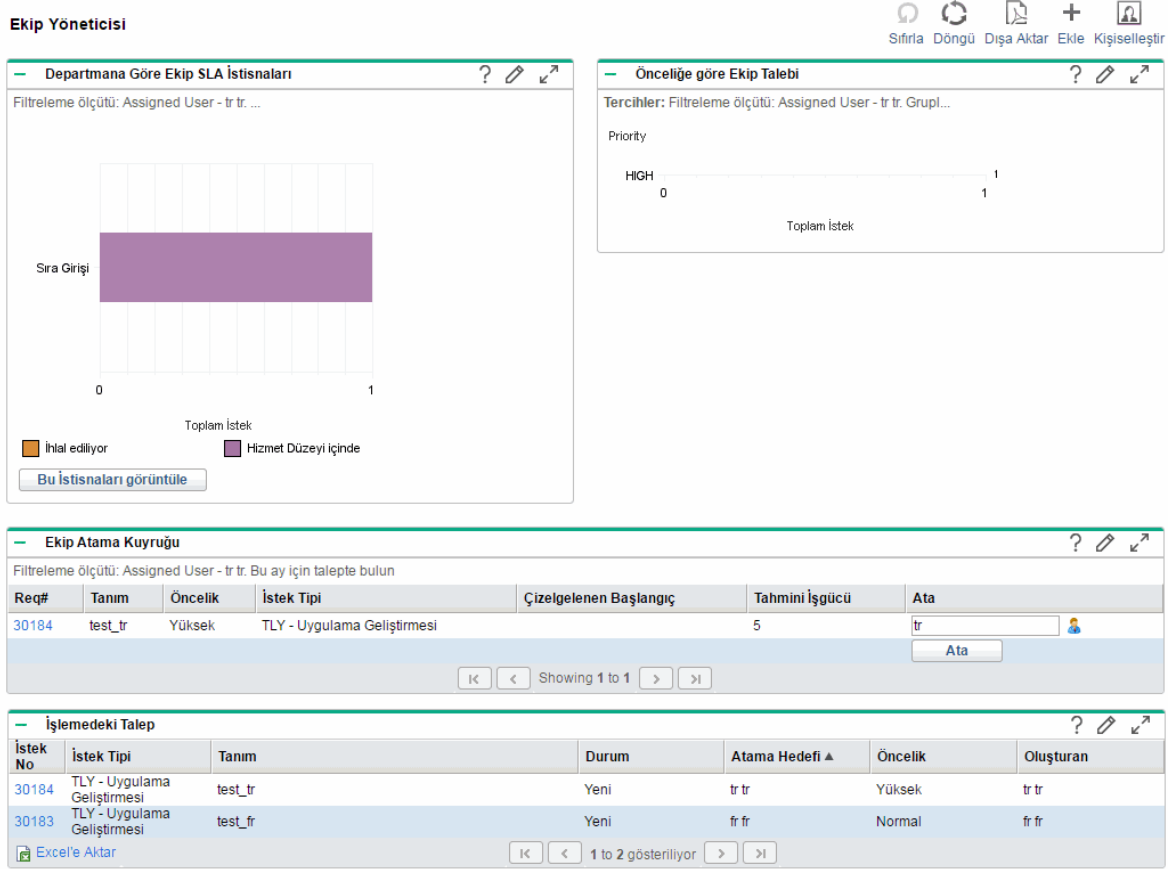 Ekip Yöneticisi
Sıfırla Döngü Dışa Aktar Ekle Kişiselleştir
Departmana Göre Ekip SLA İstisnaları
Filtreleme ölçütü: Assigned User - tr tr. ...
Sıra Girişi
0 1
Toplam İstek
İhlal ediliyor Hizmet Düzeyi içinde
Bu İstisnaları görüntüle
Önceliğe göre Ekip Talebi
Tercihler: Filtreleme ölçütü: Assigned User - tr tr. Grupl...
Priority
HIGH 1
0 1
Toplam İstek
Ekip Atama Kuyruğu
Filtreleme ölçütü: Assigned User - tr tr. Bu ay için talepte bulun
Req# Tanım Öncelik İstek Tipi Çizelgelenen Başlangıç Tahmini İşgücü Ata
30184 test_tr Yüksek TLY - Uygulama Geliştirmesi 5 tr
Ata
Showing 1 to 1
İşlemedeki Talep
İstek No İstek Tipi Tanım Durum Atama Hedefi ▲ Öncelik Oluşturan
30184 TLY - Uygulama Geliştirmesi test_tr Yeni tr tr Yüksek tr tr
30183 TLY - Uygulama Geliştirmesi test_fr Yeni fr fr Normal fr fr
Excel'e Aktar 1 to 2 gösteriliyor